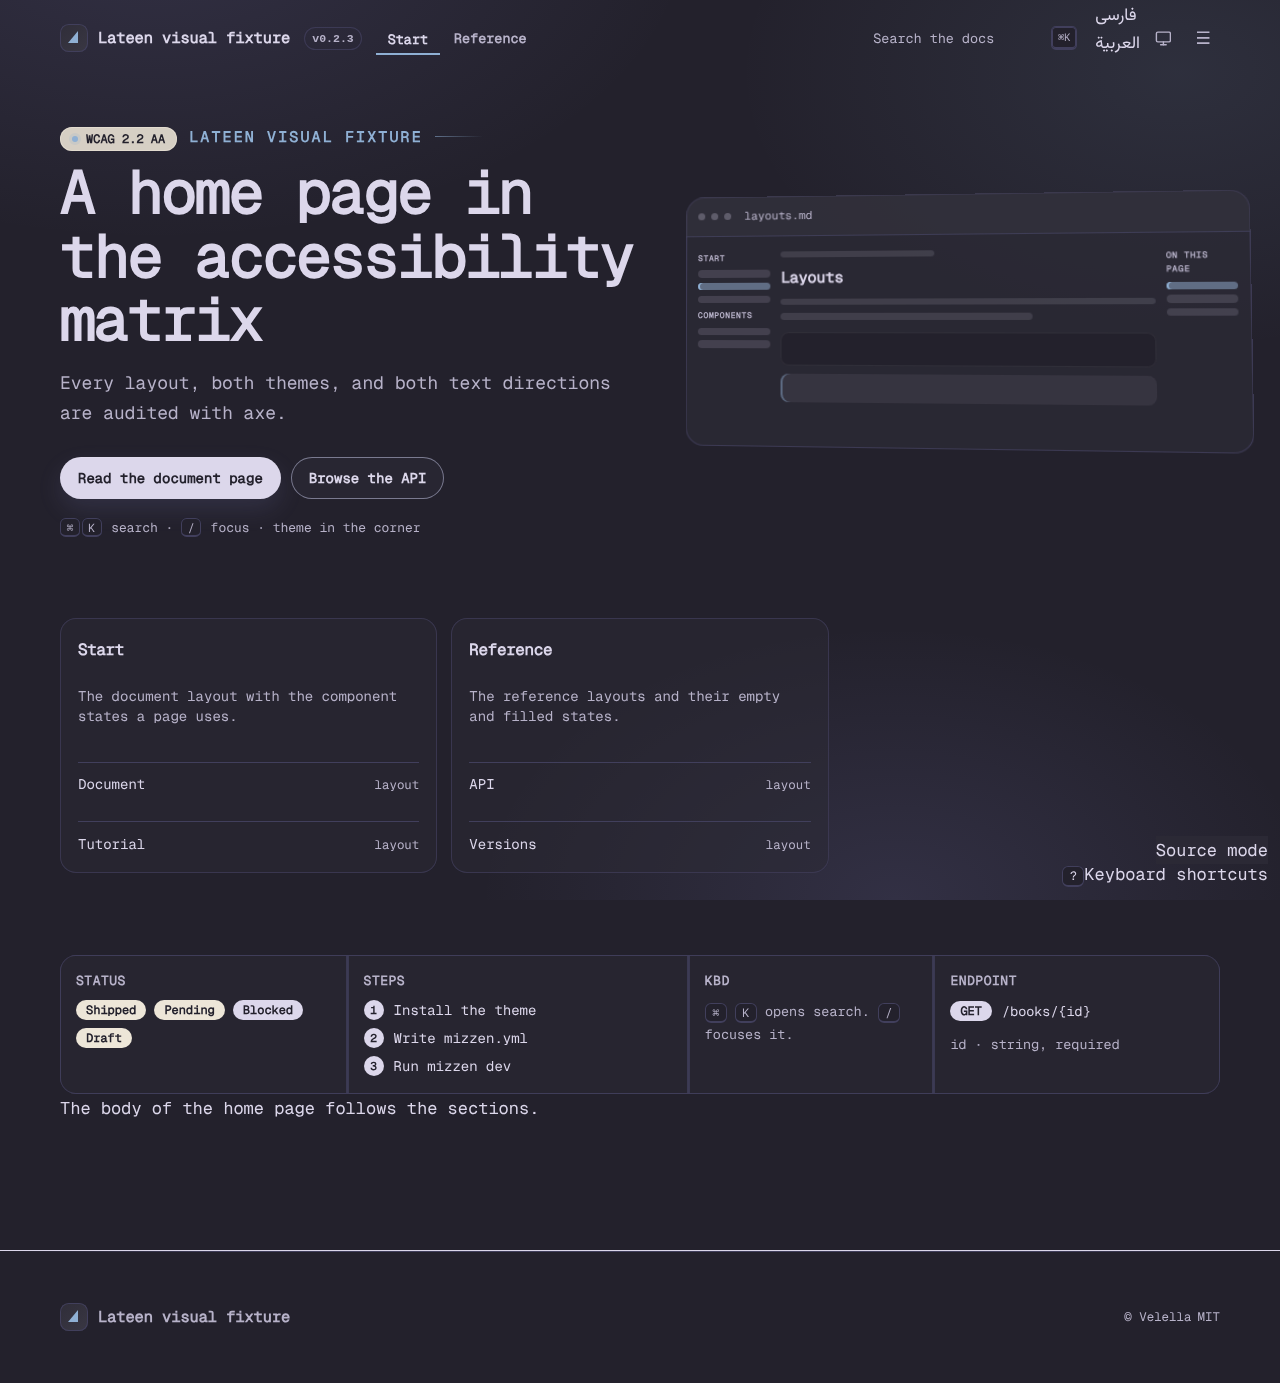 Lateen visual fixture v0.2.3 Start Reference Search the docs ⌘K
فارسی
العربية
WCAG 2.2 AA LATEEN VISUAL FIXTURE
A home page in
the accessibility
matrix
Every layout, both themes, and both text directions
are audited with axe.
Read the document page Browse the API
⌘ K search · / focus · theme in the corner
layouts.md
START
COMPONENTS
Layouts
ON THIS
PAGE
Start
The document layout with the component
states a page uses.
Document layout
Tutorial layout
Reference
The reference layouts and their empty
and filled states.
API layout
Versions layout
Source mode
? Keyboard shortcuts
STATUS
Shipped Pending Blocked
Draft
STEPS
1 Install the theme
2 Write mizzen.yml
3 Run mizzen dev
KBD
⌘ K opens search. /
focuses it.
ENDPOINT
GET /books/{id}
id · string, required
The body of the home page follows the sections.
Lateen visual fixture © Velella MIT